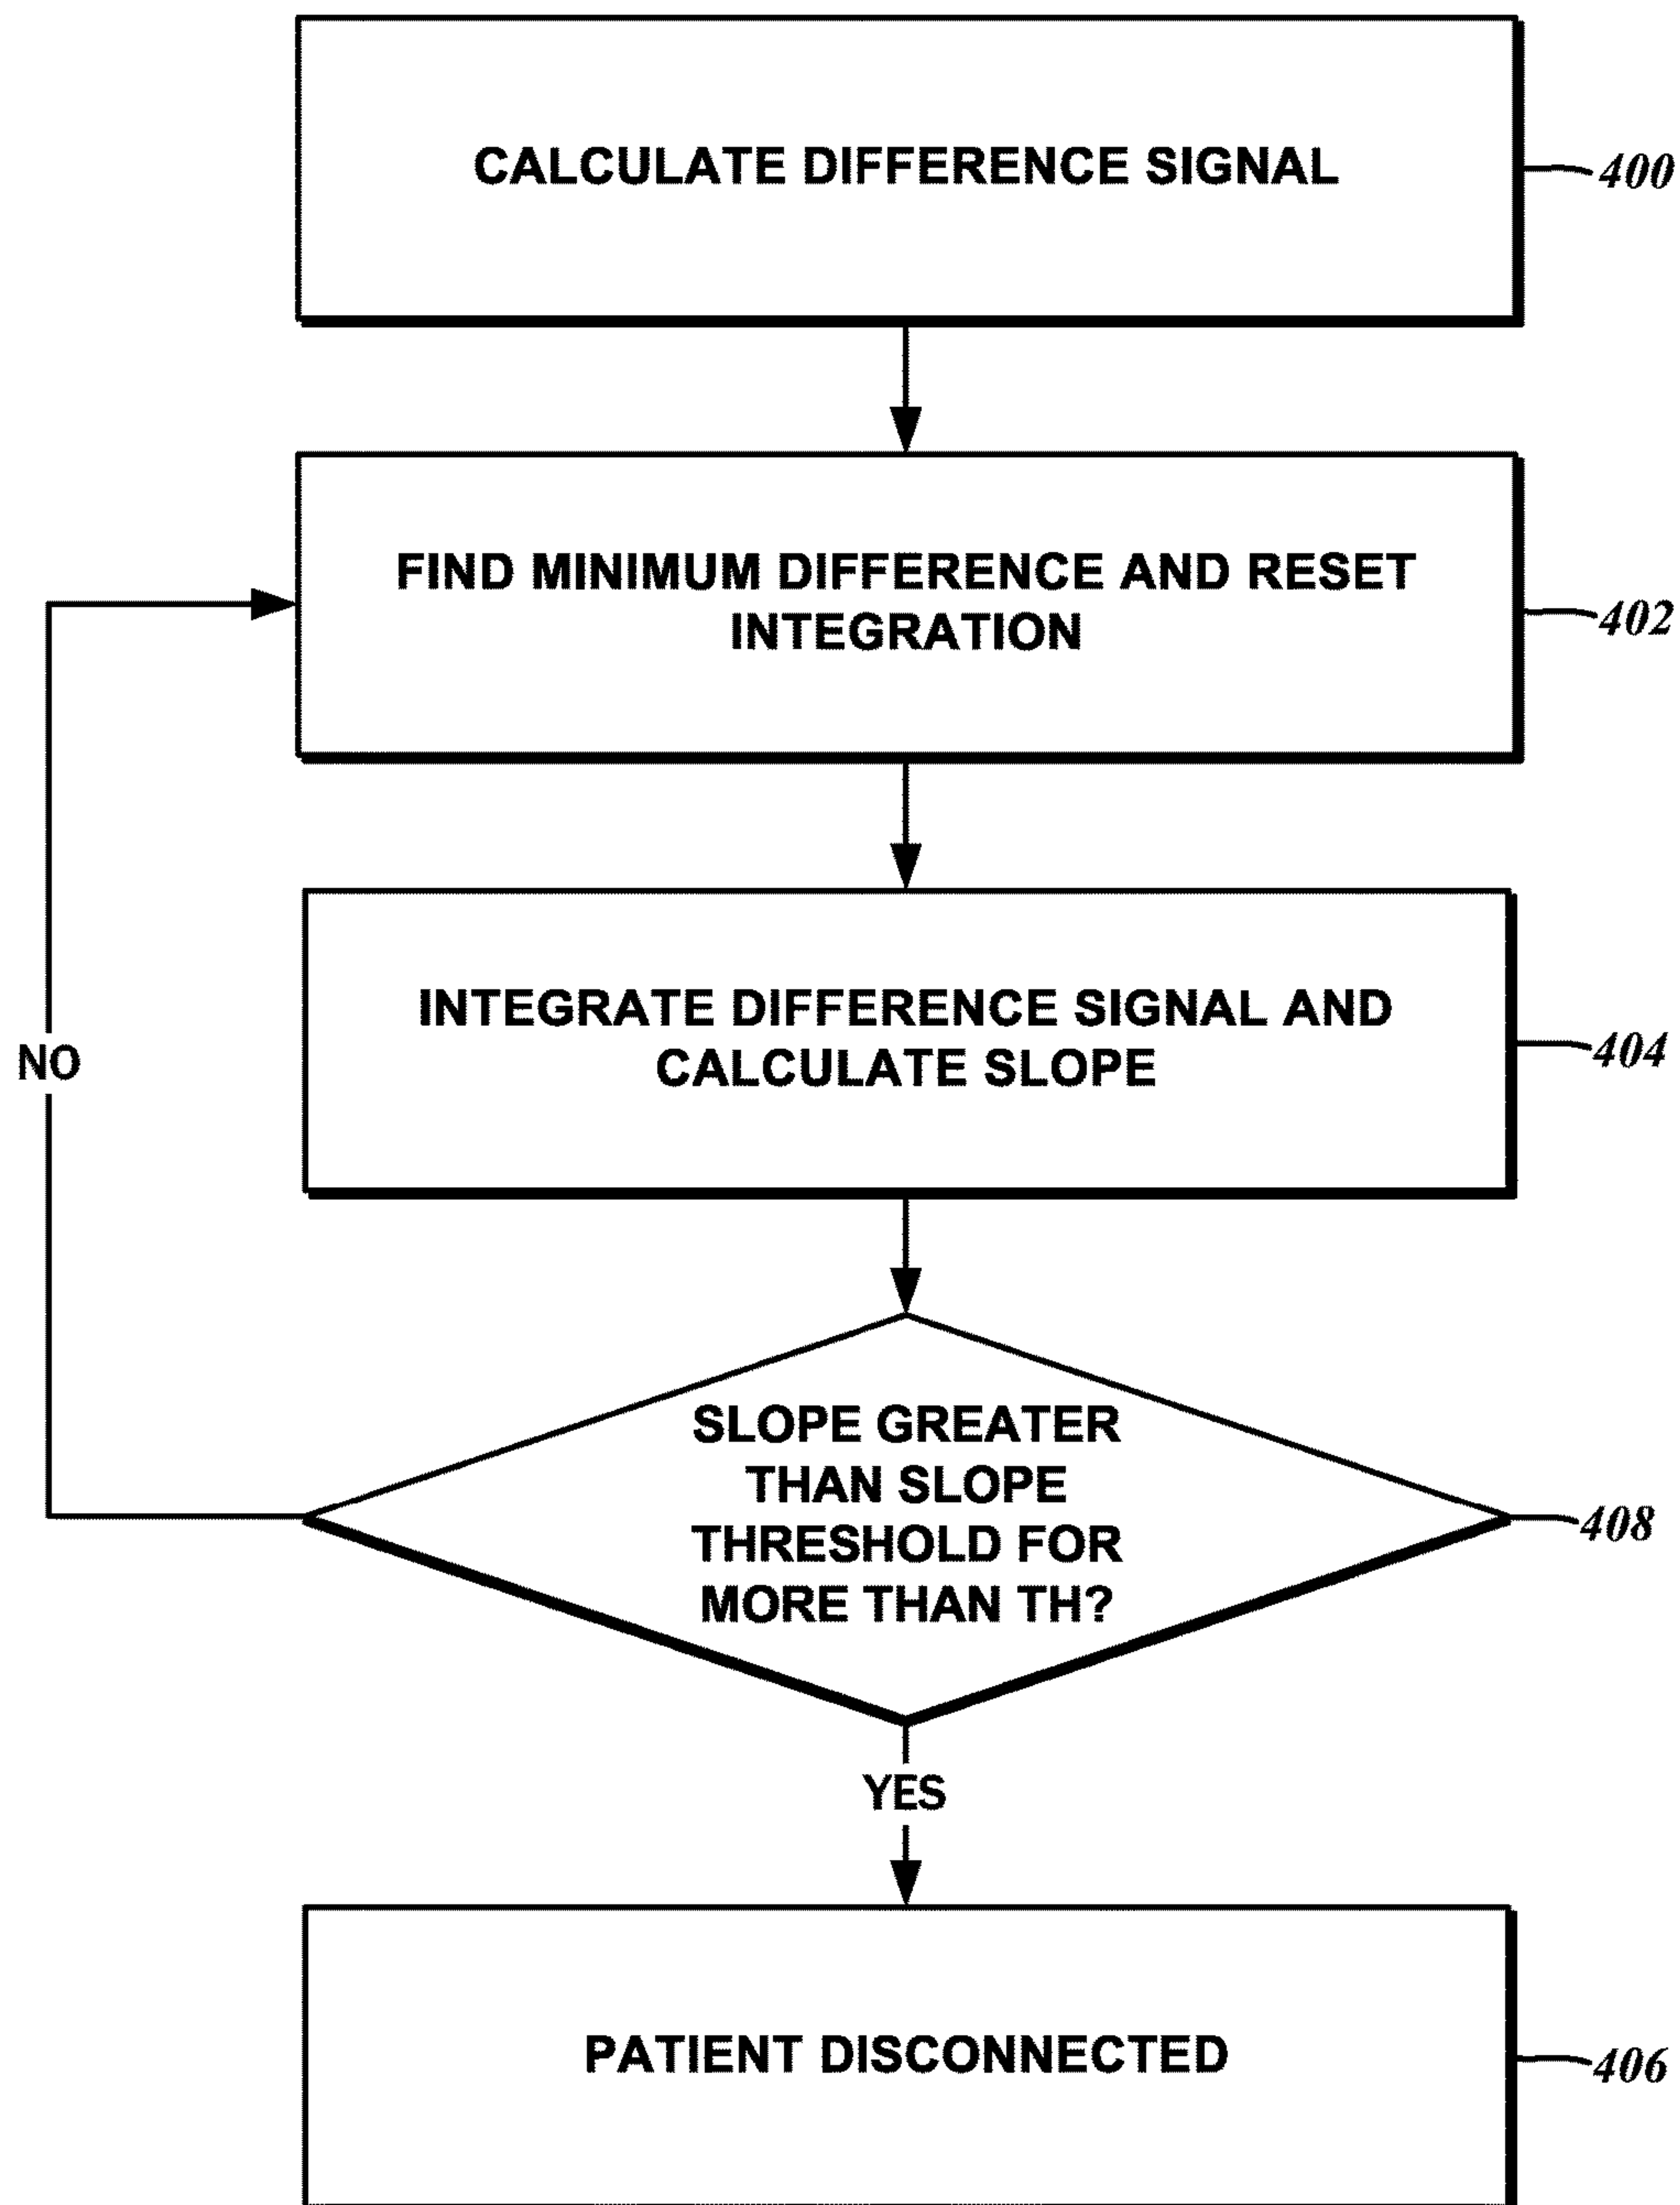 CALCULATE DIFFERENCE SIGNAL
400
FIND MINIMUM DIFFERENCE AND RESET
INTEGRATION
402
INTEGRATE DIFFERENCE SIGNAL AND
CALCULATE SLOPE
404
NO
SLOPE GREATER
THAN SLOPE
THRESHOLD FOR
MORE THAN TH?
408
YES
PATIENT DISCONNECTED
406